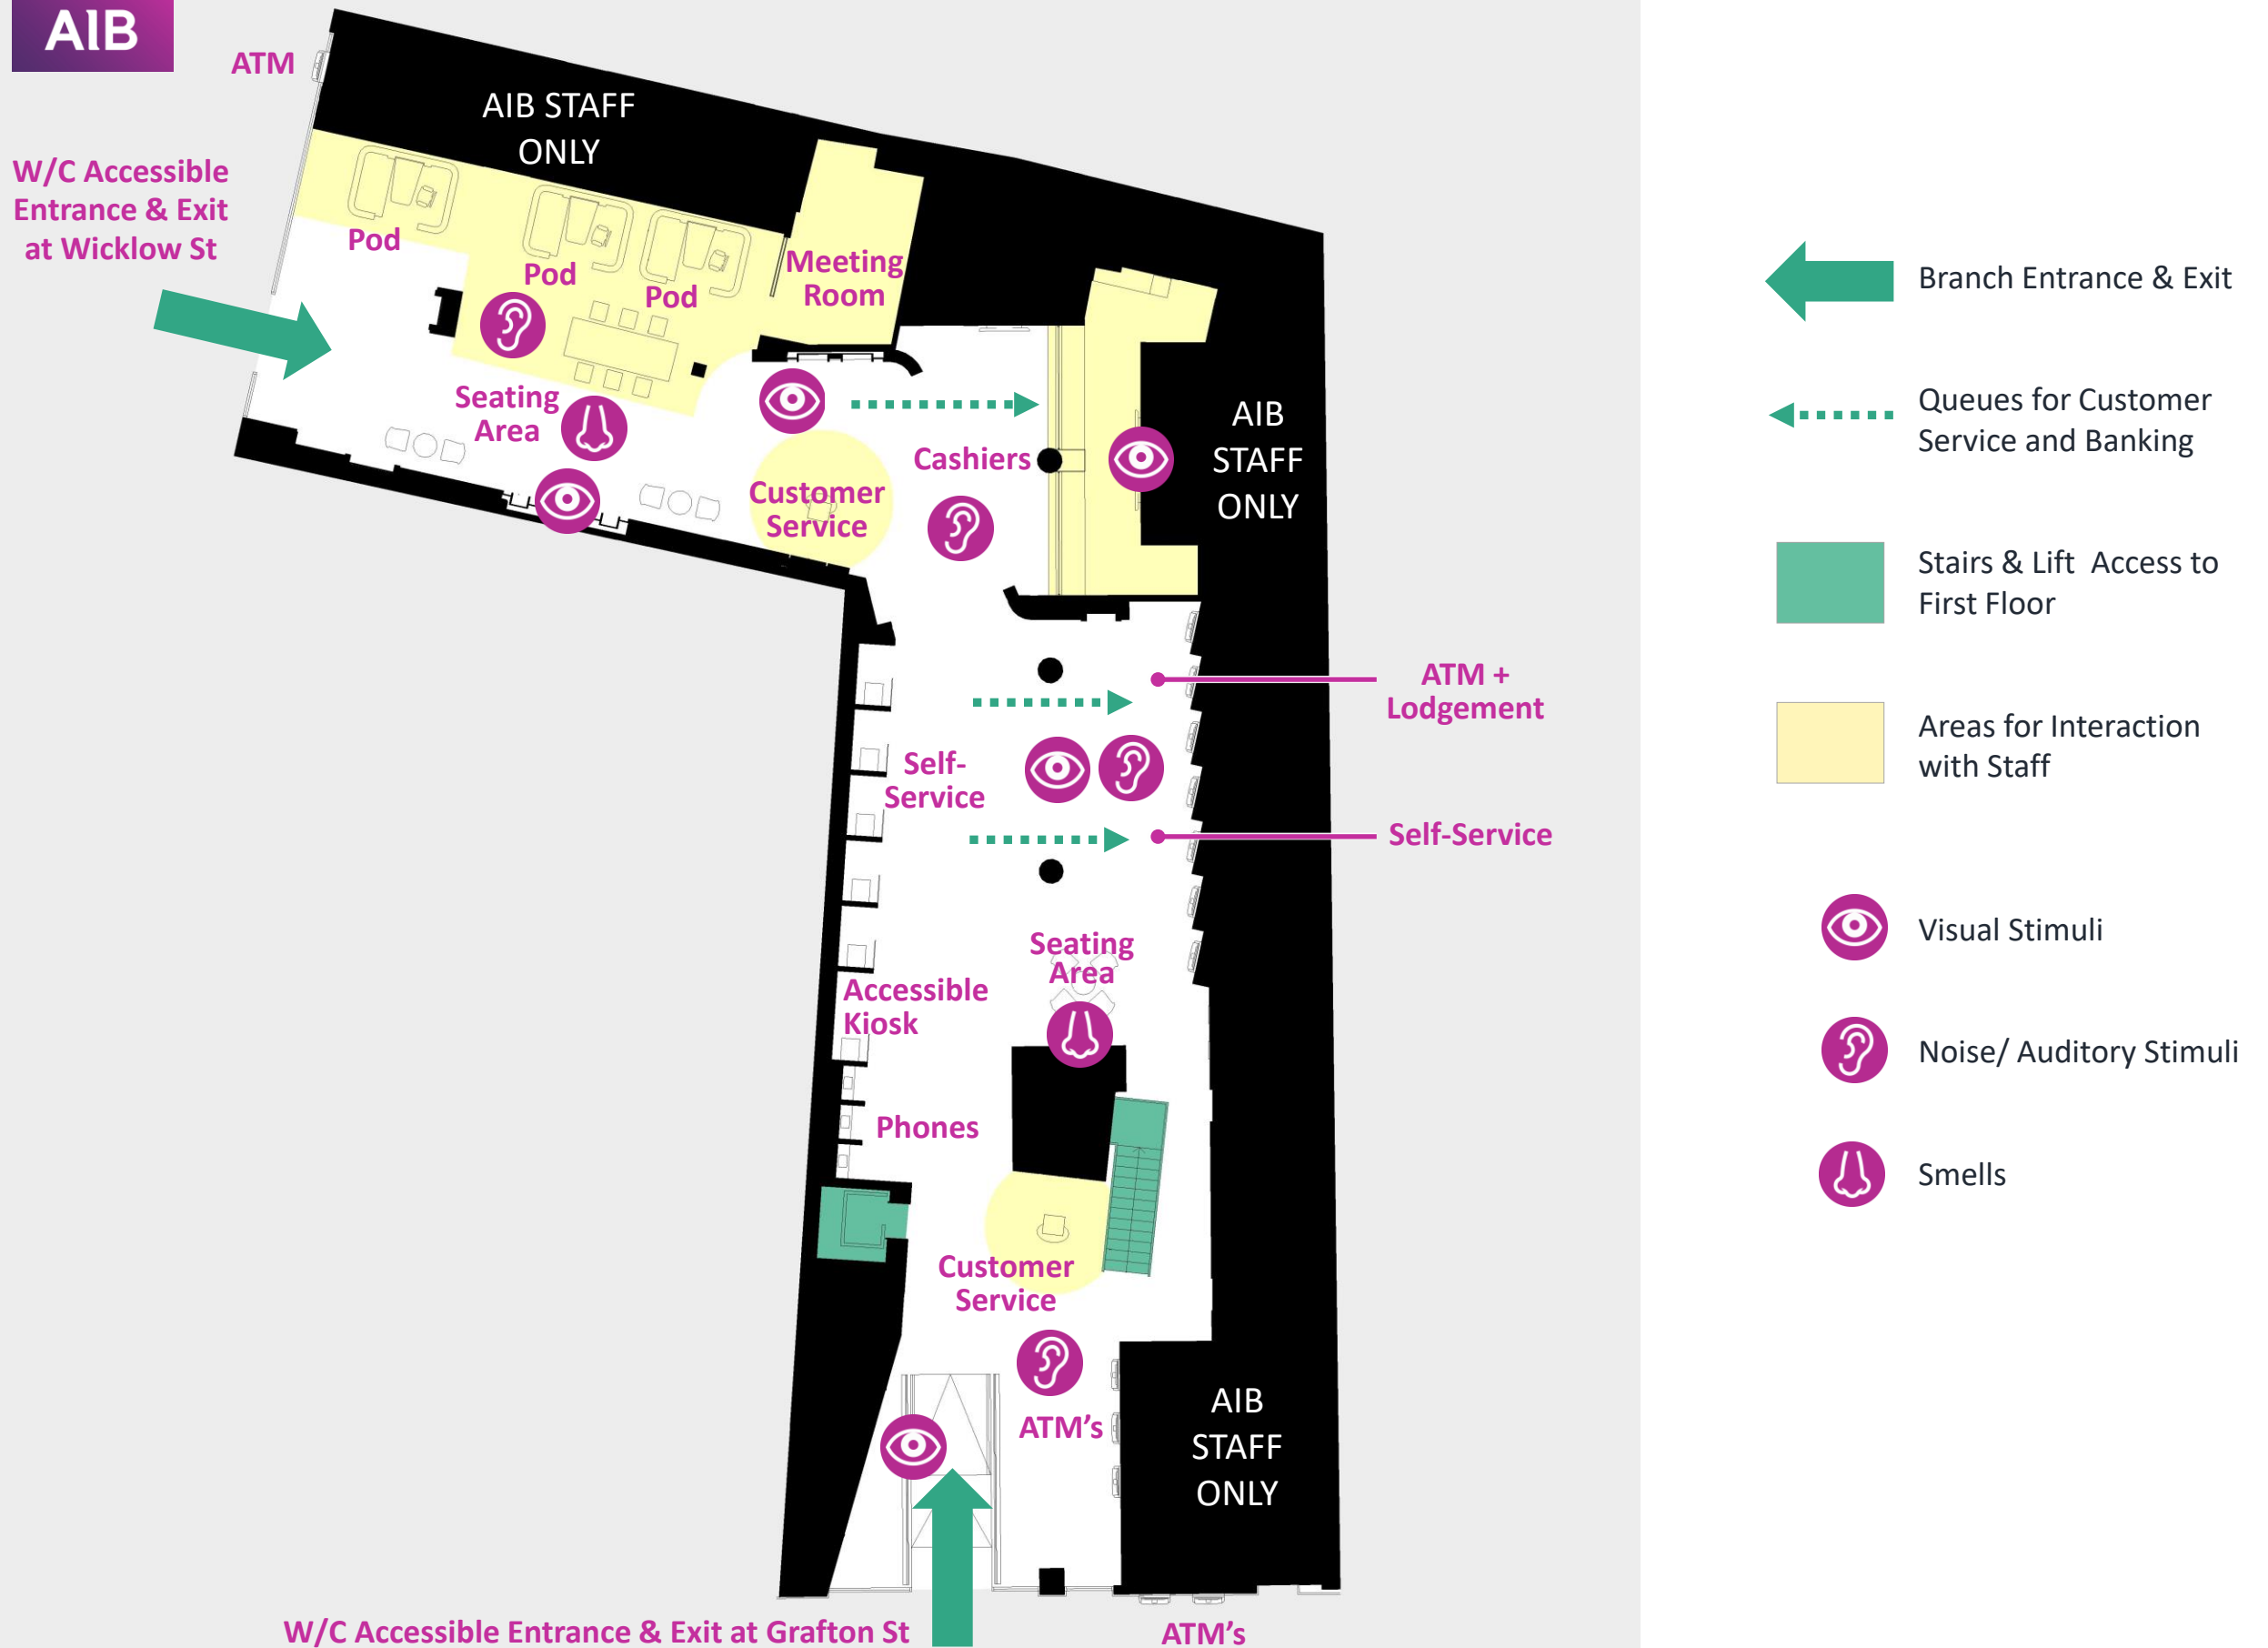 AIB
ATM
AIB STAFF
ONLY
W/C Accessible
Entrance & Exit
at Wicklow St
Pod
Pod
Pod
Meeting
Room
Seating
Area
Cashiers
Customer
Service
AIB
STAFF
ONLY
ATM +
Lodgement
Self-
Service
Self-Service
Seating
Area
Accessible
Kiosk
Phones
Customer
Service
ATM’s
AIB
STAFF
ONLY
W/C Accessible Entrance & Exit at Grafton St
ATM’s
Branch Entrance & Exit
Queues for Customer
Service and Banking
Stairs & Lift Access to
First Floor
Areas for Interaction
with Staff
Visual Stimuli
Noise/ Auditory Stimuli
Smells